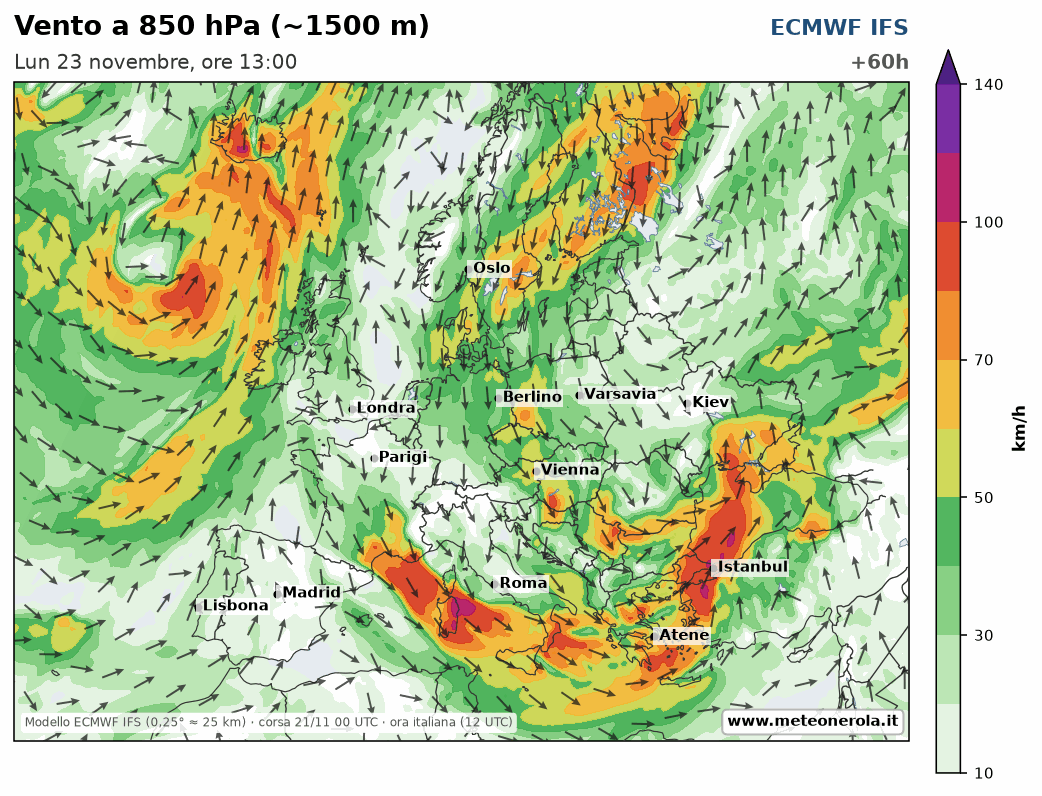 Vento a 850 hPa (~1500 m)
ECMWF IFS
Lun 23 novembre, ore 13:00
+60h
140
100
70
50
30
10
km/h
Oslo
Londra
Berlino
Varsavia
Kiev
Parigi
Vienna
Istanbul
Roma
Madrid
Lisbona
Atene
Modello ECMWF IFS (0,25° ≈ 25 km) · corsa 21/11 00 UTC · ora italiana (12 UTC)
www.meteonerola.it